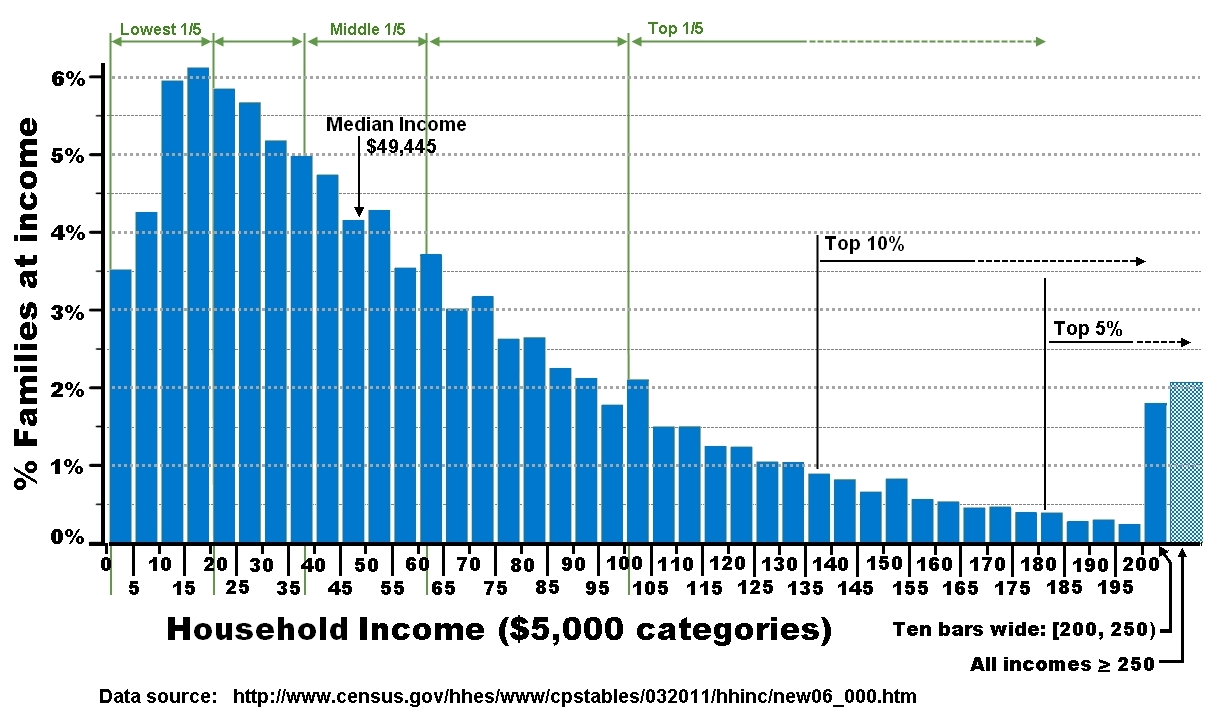 Lowest 1/5 Middle 1/5 Top 1/5
6%
Median Income
$49,445
5%
4%
Top 10%
3%
Top 5%
2%
1%
0%
% Families at income
0 10 20 30 40 50 60 70 80 90 100 110 120 130 140 150 160 170 180 190 200
5 15 25 35 45 55 65 75 85 95 105 115 125 135 145 155 165 175 185 195
Household Income ($5,000 categories)
Ten bars wide: [200, 250)
All incomes ≥ 250
Data source: http://www.census.gov/hhes/www/cpstables/032011/hhinc/new06_000.htm